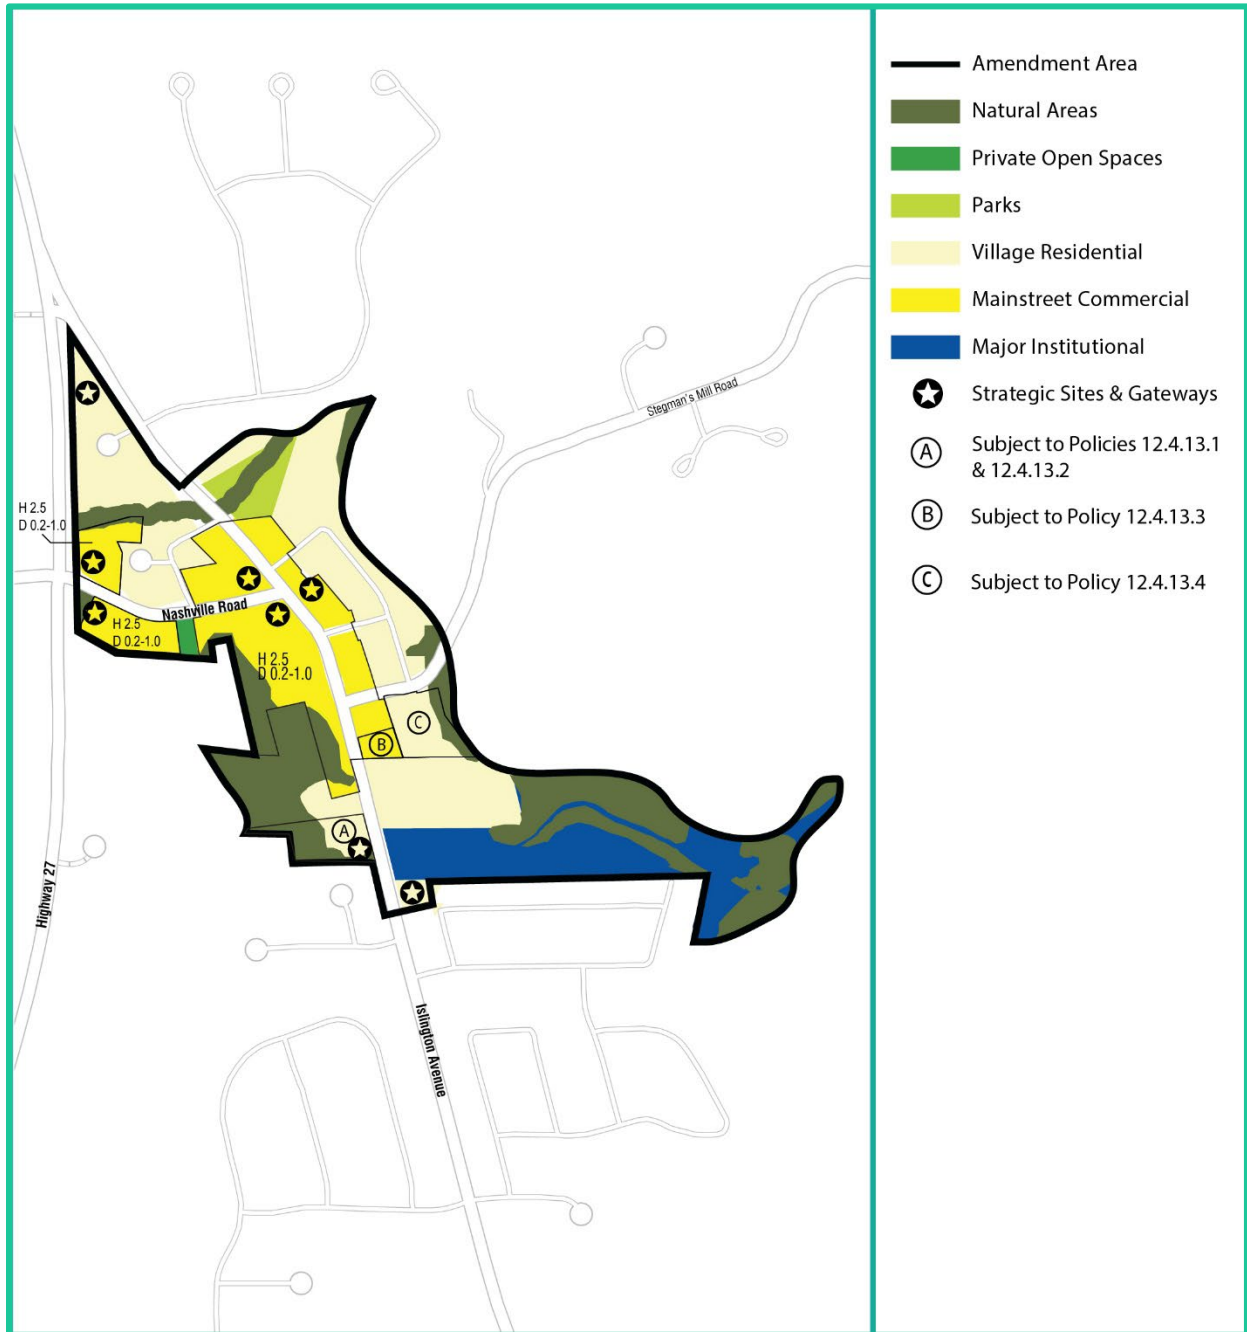 Amendment Area
Natural Areas
Private Open Spaces
Parks
Village Residential
Mainstreet Commercial
Major Institutional
Strategic Sites & Gateways
A
Subject to Policies 12.4.13.1
& 12.4.13.2
B
Subject to Policy 12.4.13.3
C
Subject to Policy 12.4.13.4
Stegman's Mill Road
H 2.5
D 0.2-1.0
Nashville Road
H 2.5
D 0.2-1.0
H 2.5
D 0.2-1.0
C
B
A
Highway 27
Islington Avenue